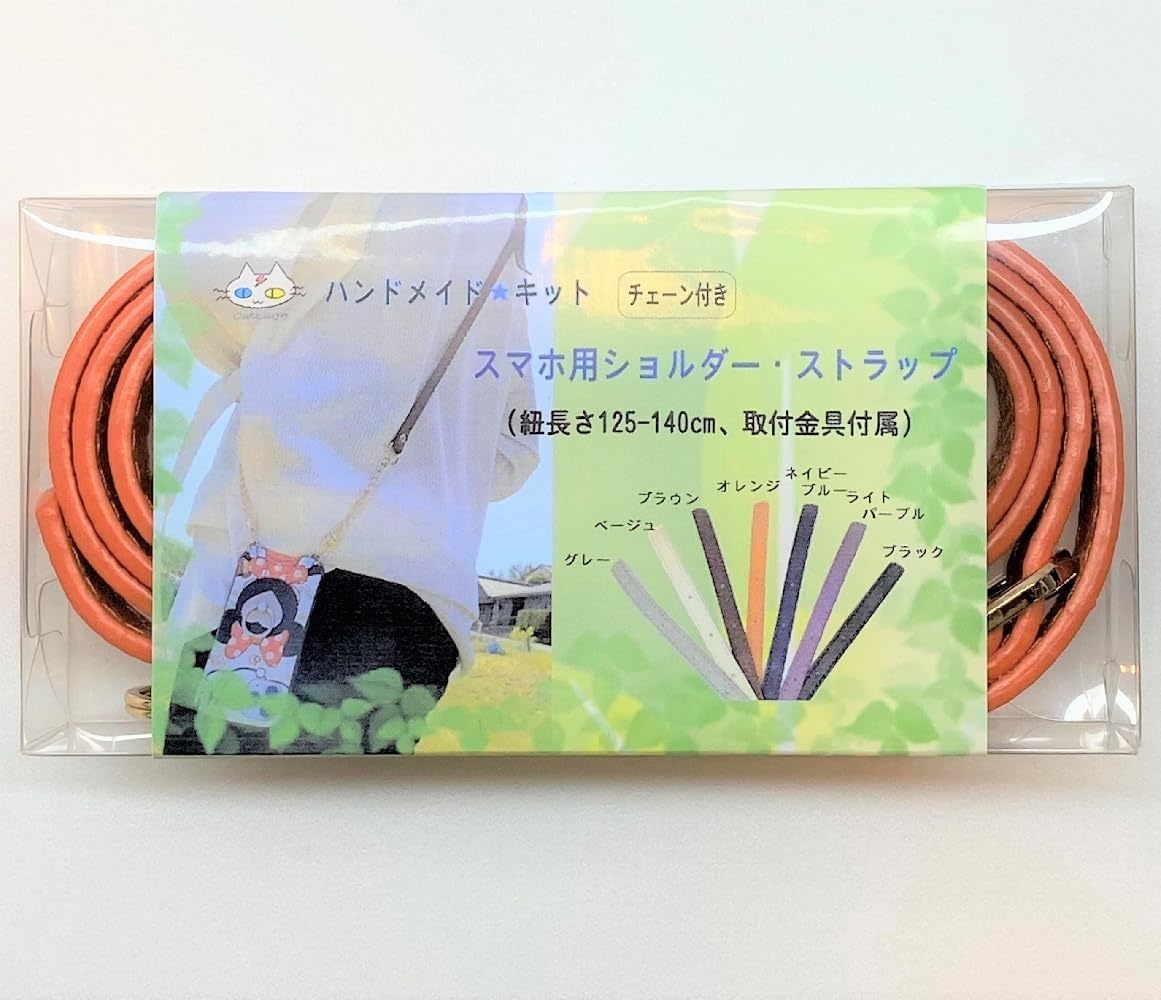 ハンドメイド★キット
チェーン付き
スマホ用ショルダー・ストラップ
（紐長さ125-140cm、取付金具付属）
グレー
ベージュ
ブラウン
オレンジ
ネイビー
ブルー
ライト
パープル
ブラック